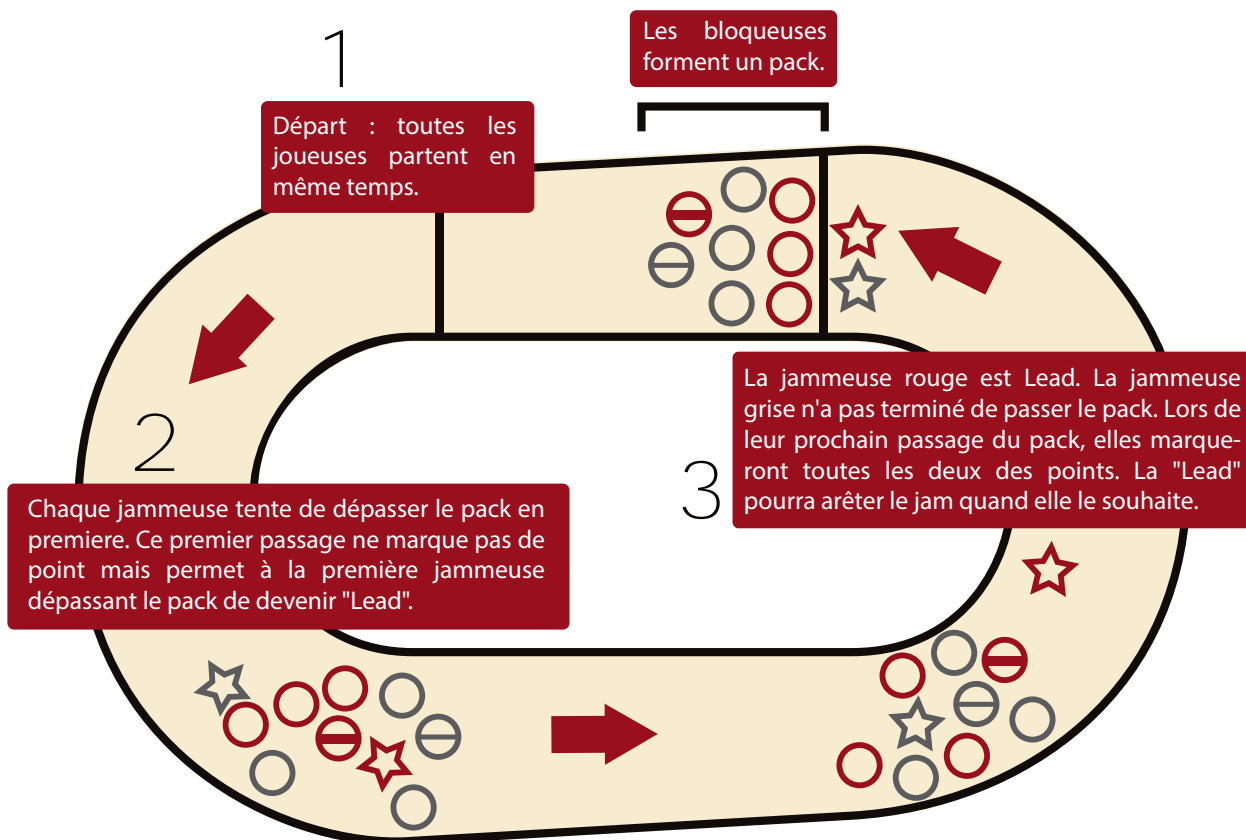 1
Départ : toutes les
joueuses partent en
même temps.
Les bloqueuses
forment un pack.
2
Chaque jammeuse tente de dépasser le pack en
premiere. Ce premier passage ne marque pas de
point mais permet à la première jammeuse
dépassant le pack de devenir "Lead".
3
La jammeuse rouge est Lead. La jammeuse
grise n'a pas terminé de passer le pack. Lors de
leur prochain passage du pack, elles marque-
ront toutes les deux des points. La "Lead"
pourra arêter le jam quand elle le souhaite.